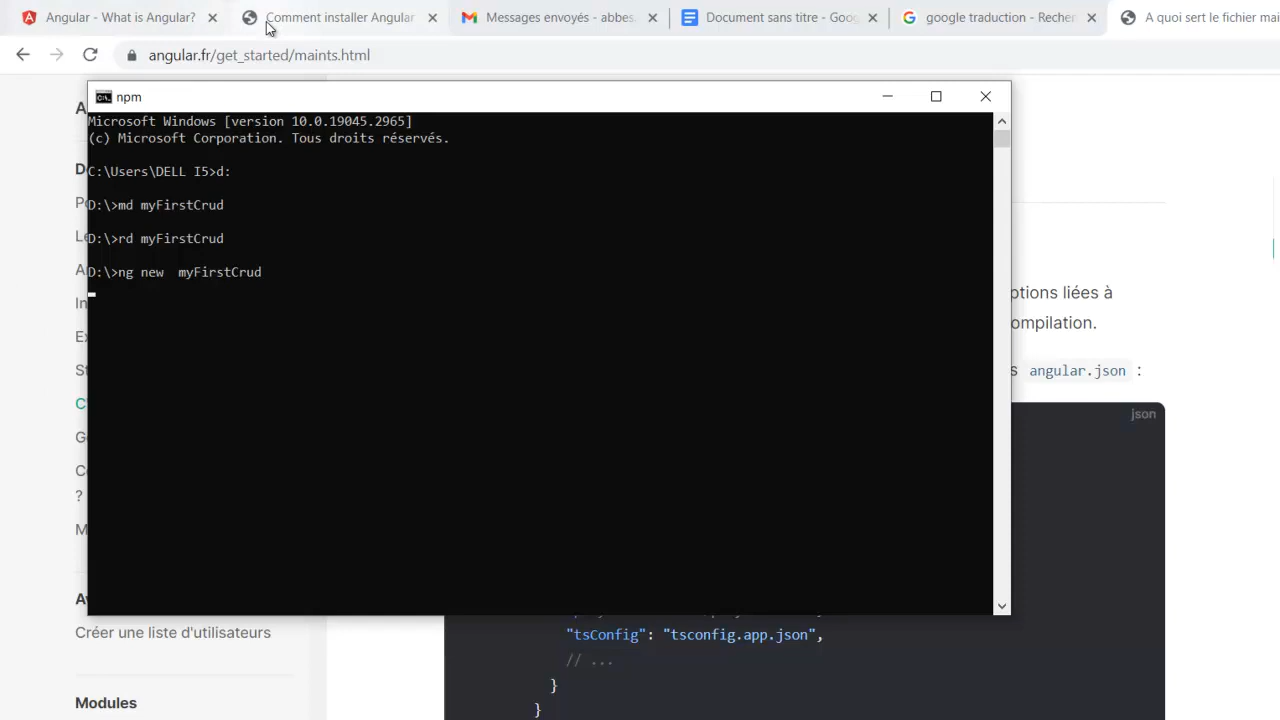 Angular - What is Angular?
Comment installer Angular
Messages envoyés - abbes.
Document sans titre - Goog
google traduction - Recher
A quoi sert le fichier mai
angular.fr/get_started/maints.html
npm
Microsoft Windows [version 10.0.19045.2965]
(c) Microsoft Corporation. Tous droits réservés.
C:\Users\DELL I5>d:
D:\>md myFirstCrud
D:\>rd myFirstCrud
D:\>ng new  myFirstCrud
ptions liées à
ompilation.
s angular.json :
json
"tsConfig": "tsconfig.app.json",
// ...
}
}
A
D
P
L
A
In
E
S
C
G
C
?
M
A
Créer une liste d'utilisateurs
Modules